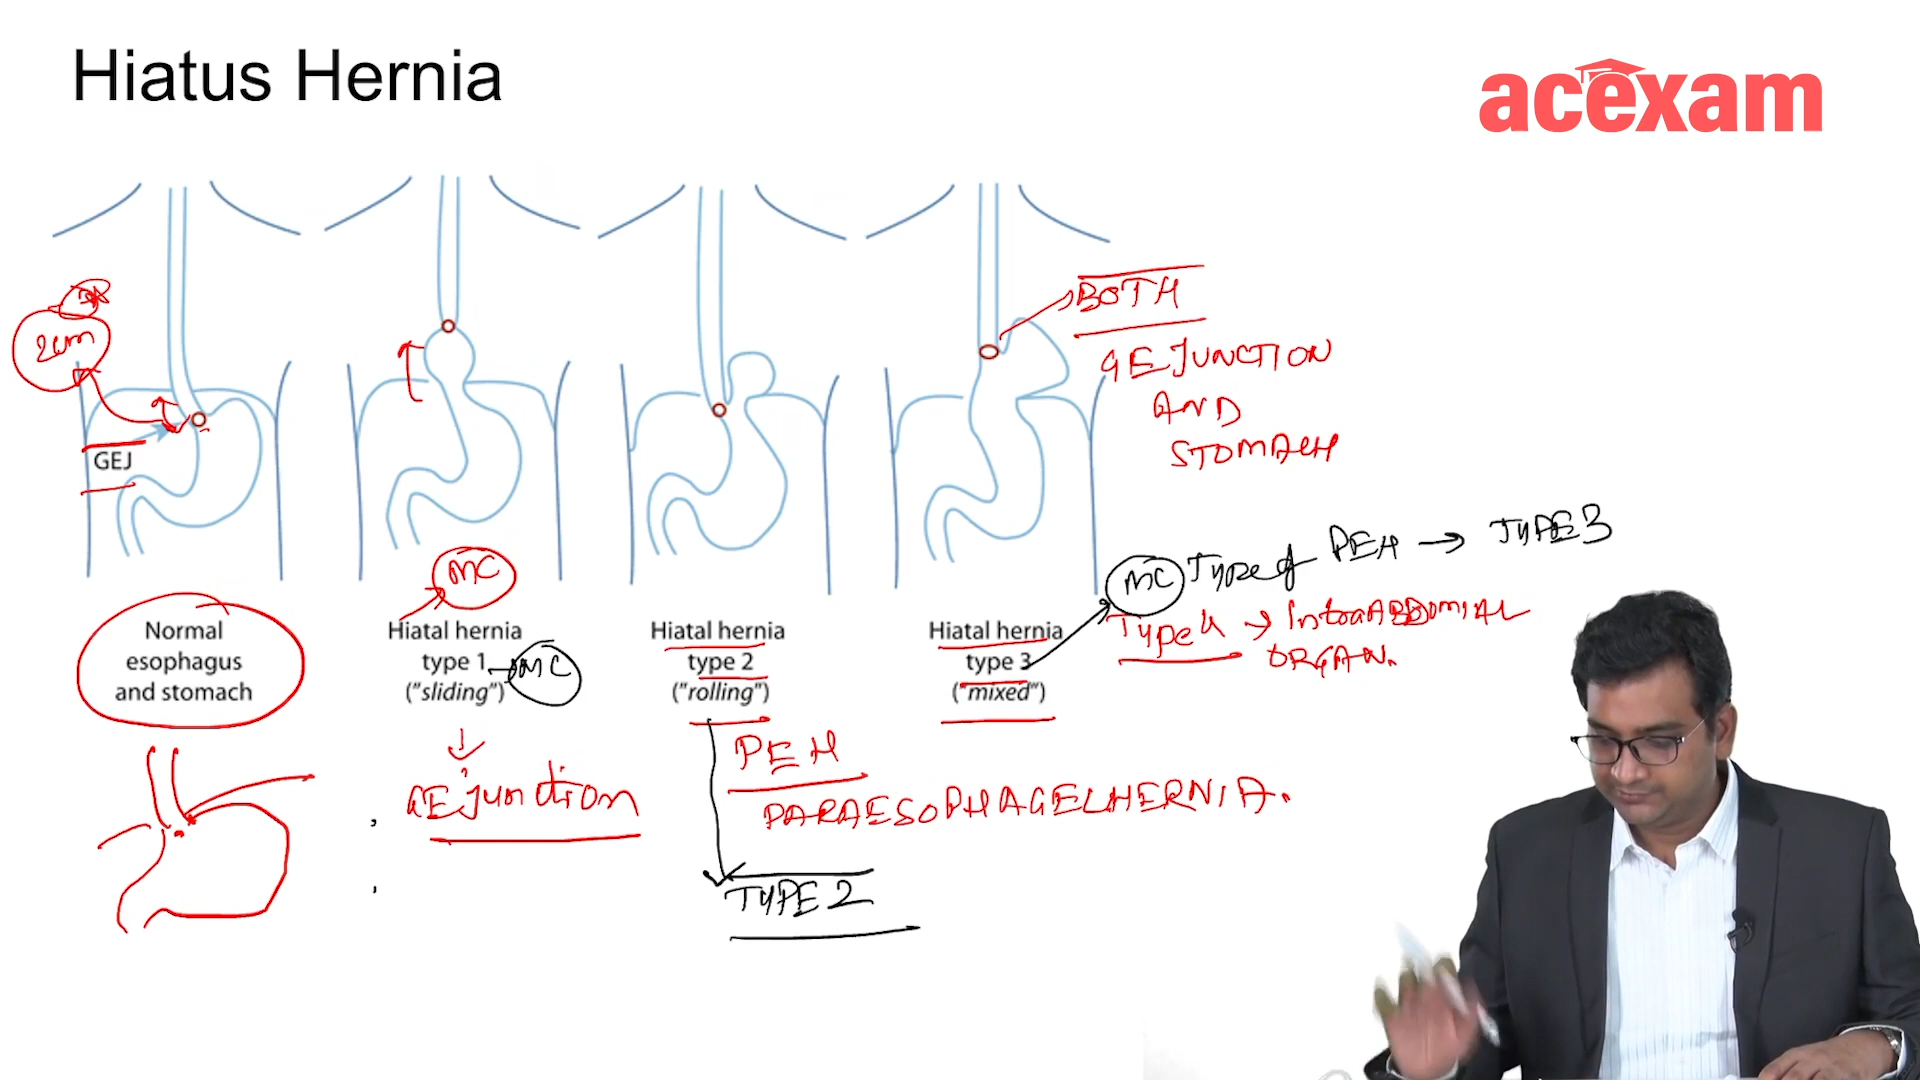 Hiatus Hernia
acexam
2cm
GEJ
BOTH
GE JUNCTION
AND
STOMACH
MC
MC Type of PEH → TYPE 3
Type 4 → IntraABDOMIAL
ORGAN.
Normal
esophagus
and stomach
Hiatal hernia
type 1 → MC
("sliding")
Hiatal hernia
type 2
("rolling")
Hiatal hernia
type 3
("mixed")
GE junction
PEH
PARAESOPHAGELHERNIA.
TYPE 2